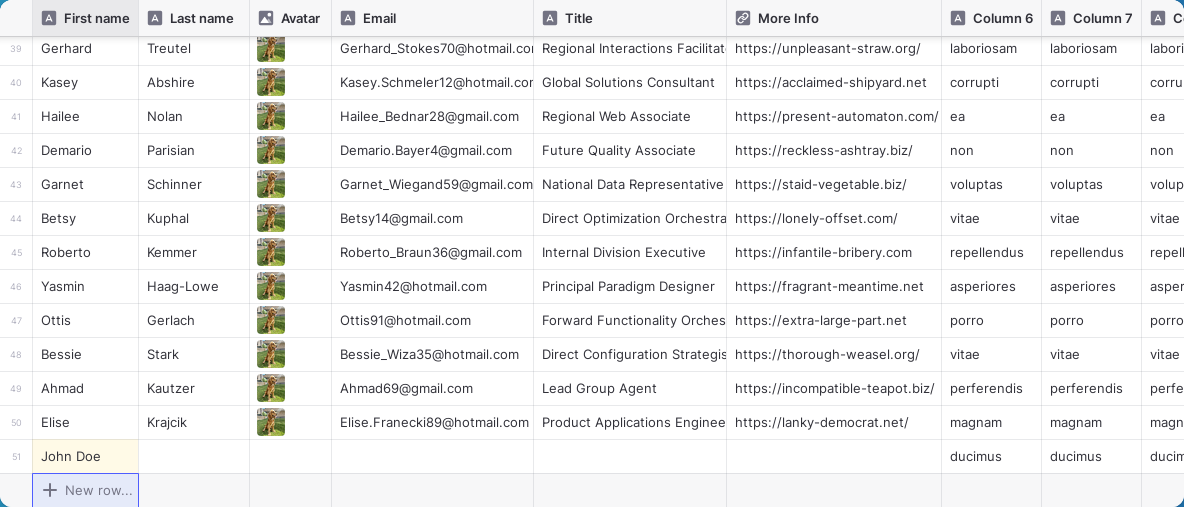 First name Last name Avatar Email Title More Info Column 6 Column 7 C
39 Gerhard Treutel Gerhard_Stokes70@hotmail.co Regional Interactions Facilitat https://unpleasant-straw.org/ laboriosam laboriosam labori
40 Kasey Abshire Kasey.Schmeler12@hotmail.cor Global Solutions Consultant https://acclaimed-shipyard.net corrupti corrupti corru
41 Hailee Nolan Hailee_Bednar28@gmail.com Regional Web Associate https://present-automaton.com/ ea ea ea
42 Demario Parisian Demario.Bayer4@gmail.com Future Quality Associate https://reckless-ashtray.biz/ non non non
43 Garnet Schinner Garnet_Wiegand59@gmail.com National Data Representative https://staid-vegetable.biz/ voluptas voluptas volup
44 Betsy Kuphal Betsy14@gmail.com Direct Optimization Orchestra https://lonely-offset.com/ vitae vitae vitae
45 Roberto Kemmer Roberto_Braun36@gmail.com Internal Division Executive https://infantile-bribery.com repellendus repellendus repell
46 Yasmin Haag-Lowe Yasmin42@hotmail.com Principal Paradigm Designer https://fragrant-meantime.net asperiores asperiores asper
47 Ottis Gerlach Ottis91@hotmail.com Forward Functionality Orches https://extra-large-part.net porro porro porro
48 Bessie Stark Bessie_Wiza35@hotmail.com Direct Configuration Strategis https://thorough-weasel.org/ vitae vitae vitae
49 Ahmad Kautzer Ahmad69@gmail.com Lead Group Agent https://incompatible-teapot.biz/ perferendis perferendis perfe
50 Elise Krajcik Elise.Franecki89@hotmail.com Product Applications Enginee https://lanky-democrat.net/ magnam magnam magn
51 John Doe ducimus ducimus ducim
New row...